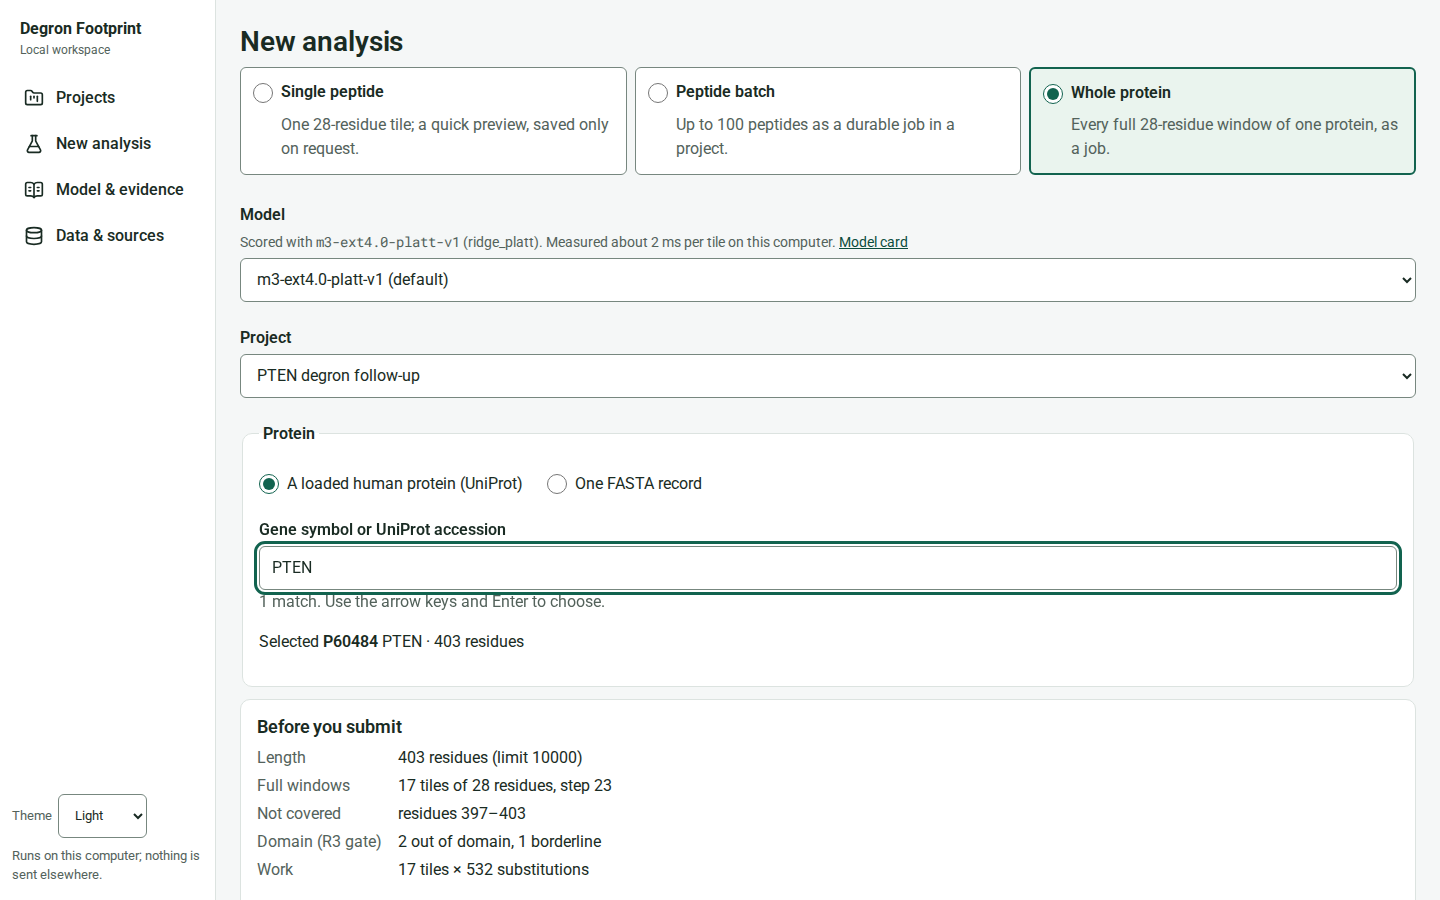 Degron Footprint
Local workspace
Projects
New analysis
Model & evidence
Data & sources
Theme
Light
Runs on this computer; nothing is
sent elsewhere.
New analysis
Single peptide
One 28-residue tile; a quick preview, saved only
on request.
Peptide batch
Up to 100 peptides as a durable job in a
project.
Whole protein
Every full 28-residue window of one protein, as
a job.
Model
Scored with m3-ext4.0-platt-v1 (ridge_platt). Measured about 2 ms per tile on this computer. Model card
m3-ext4.0-platt-v1 (default)
Project
PTEN degron follow-up
Protein
A loaded human protein (UniProt)
One FASTA record
Gene symbol or UniProt accession
PTEN
1 match. Use the arrow keys and Enter to choose.
Selected P60484 PTEN · 403 residues
Before you submit
Length 403 residues (limit 10000)
Full windows 17 tiles of 28 residues, step 23
Not covered residues 397–403
Domain (R3 gate) 2 out of domain, 1 borderline
Work 17 tiles × 532 substitutions